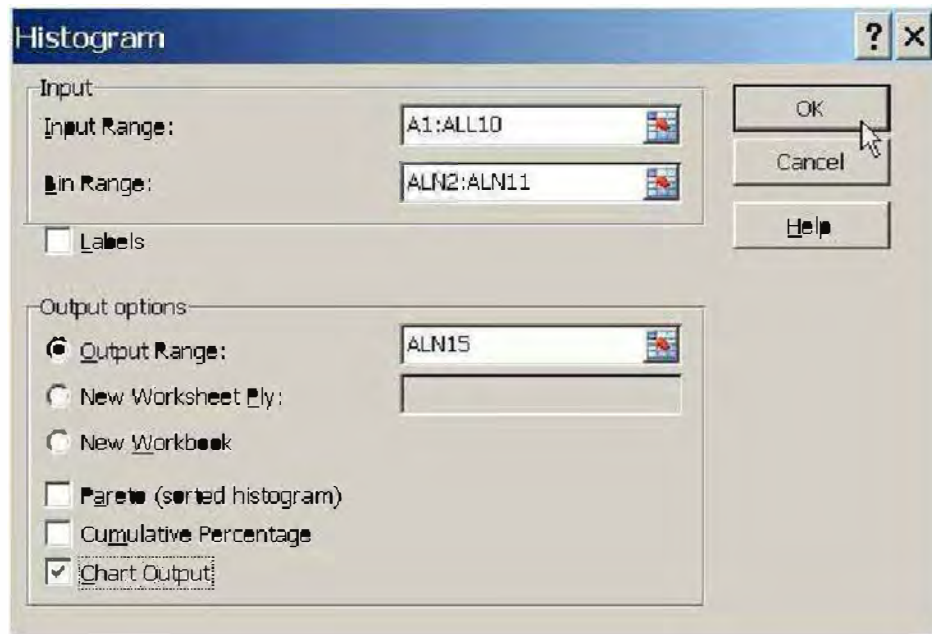 Histogram
Input
Input Range: A1:ALL10
Bin Range: ALN2:ALN11
Labels
OK
Cancel
Help
Output options
Output Range: ALN15
New Worksheet Ply:
New Workbook
Pareto (sorted histogram)
Cumulative Percentage
Chart Output